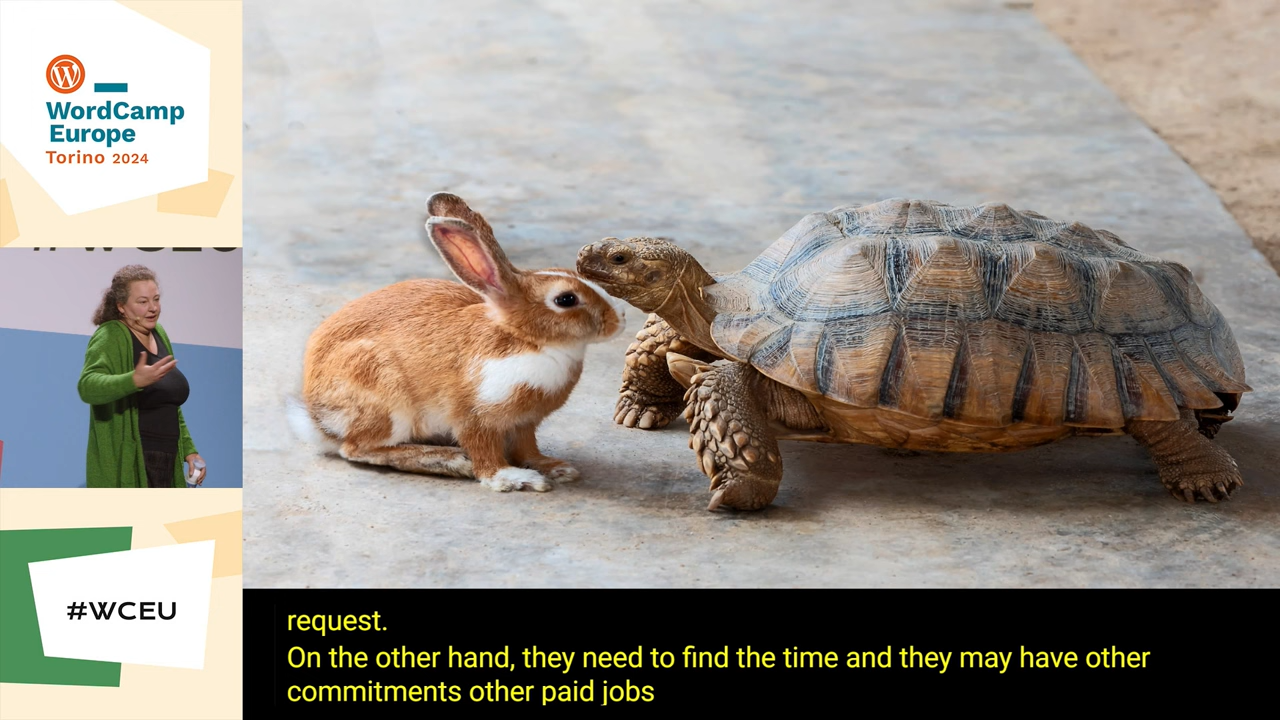 WordCamp
Europe
Torino 2024
#WCEU
#WCEU
request.
On the other hand, they need to find the time and they may have other
commitments other paid jobs